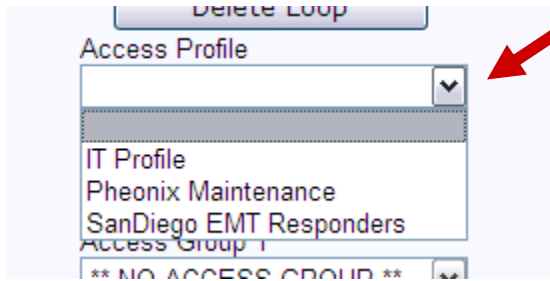 Delete Loop
Access Profile
IT Profile
Pheonix Maintenance
SanDiego EMT Responders
Access Group 1
** NO ACCESS GROUP **